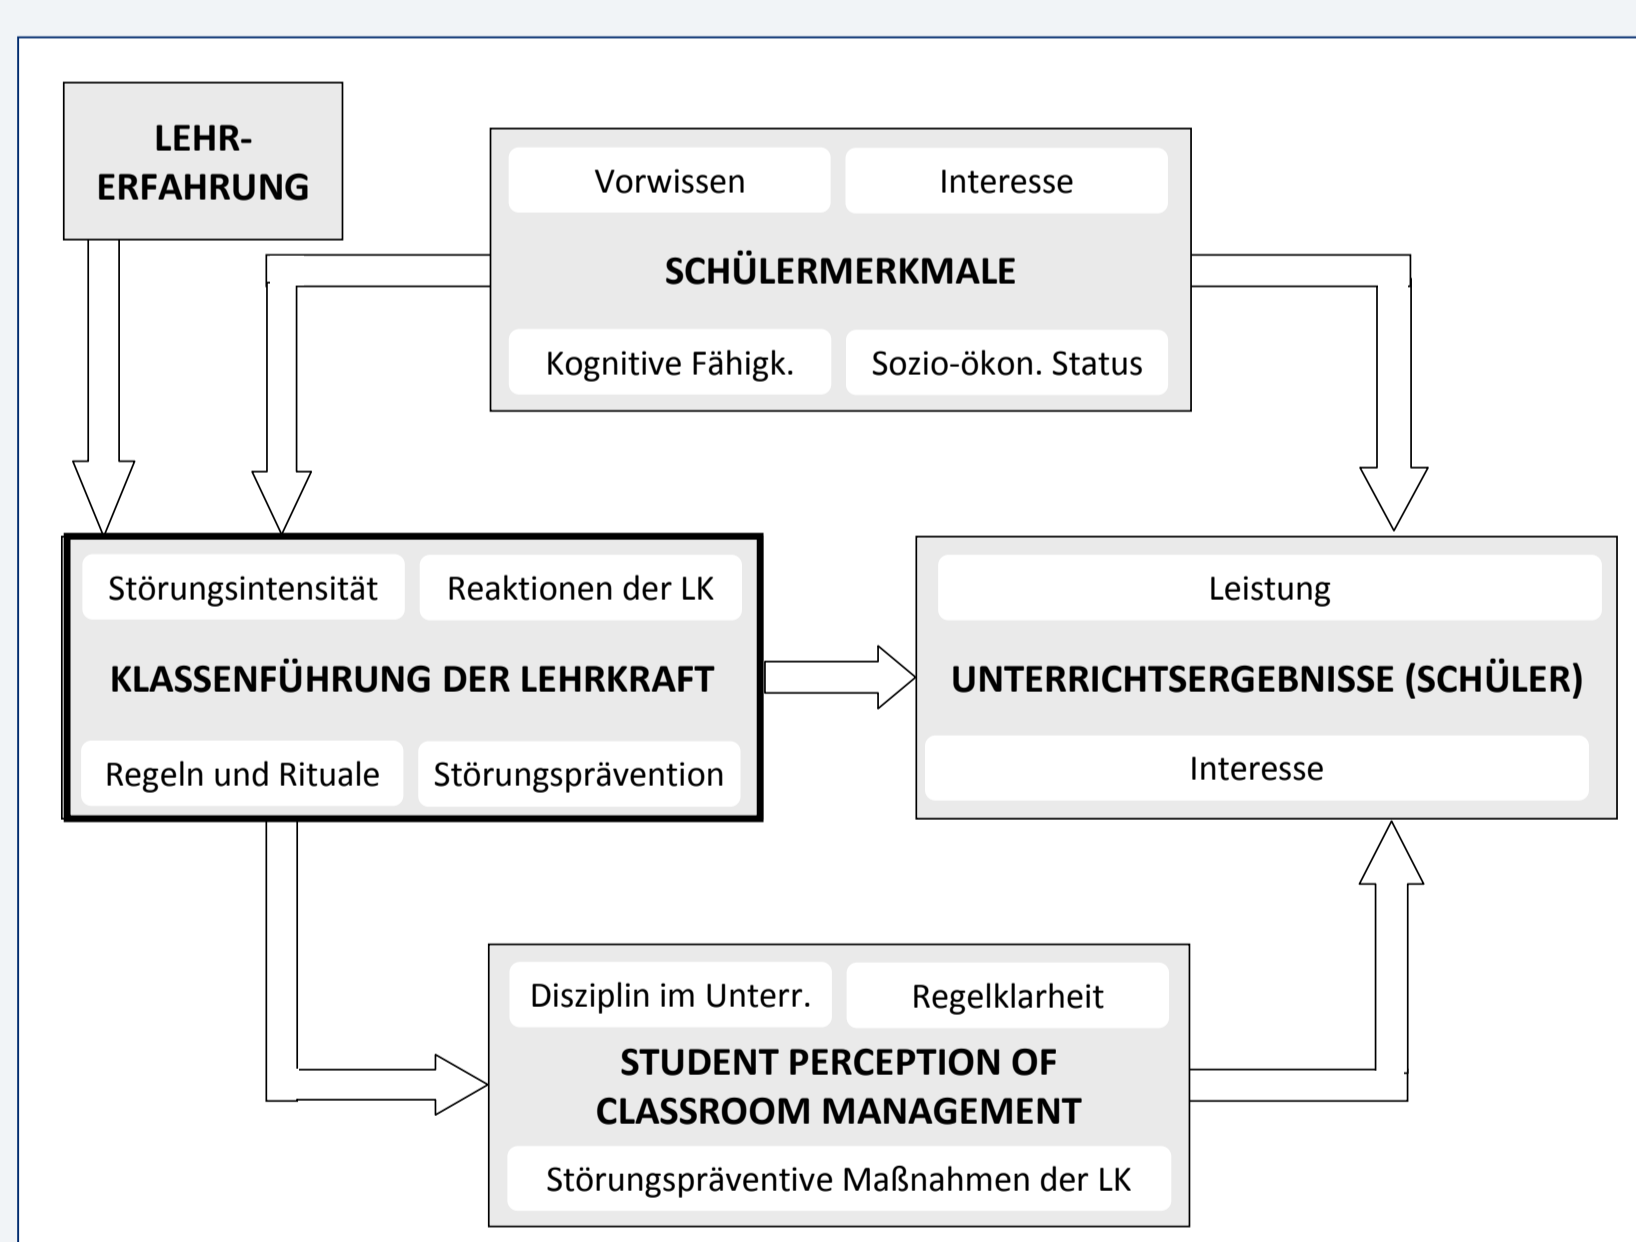 LEHR-
ERFAHRUNG
Vorwissen
Interesse
SCHÜLERMERKMALE
Kognitive Fähigk.
Sozio-ökon. Status
Störungsintensität
Reaktionen der LK
KLASSENFÜHRUNG DER LEHRKRAFT
Regeln und Rituale
Störungsprävention
Leistung
UNTERRICHTSERGEBNISSE (SCHÜLER)
Interesse
Disziplin im Unterr.
Regelklarheit
STUDENT PERCEPTION OF
CLASSROOM MANAGEMENT
Störungspräventive Maßnahmen der LK